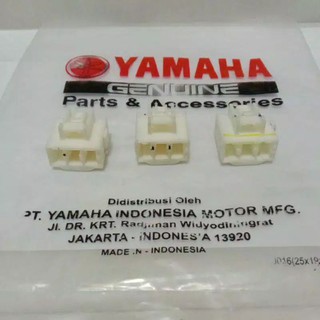 YAMAHA
GENUINE
Parts & Accessories
Didistribusi Oleh
PT. YAMAHA INDONESIA MOTOR MFG.
Jl. DR. KRT. Radjiman Widyodiningrat
JAKARTA - INDONESIA 13920
MADE IN - INDONESIA